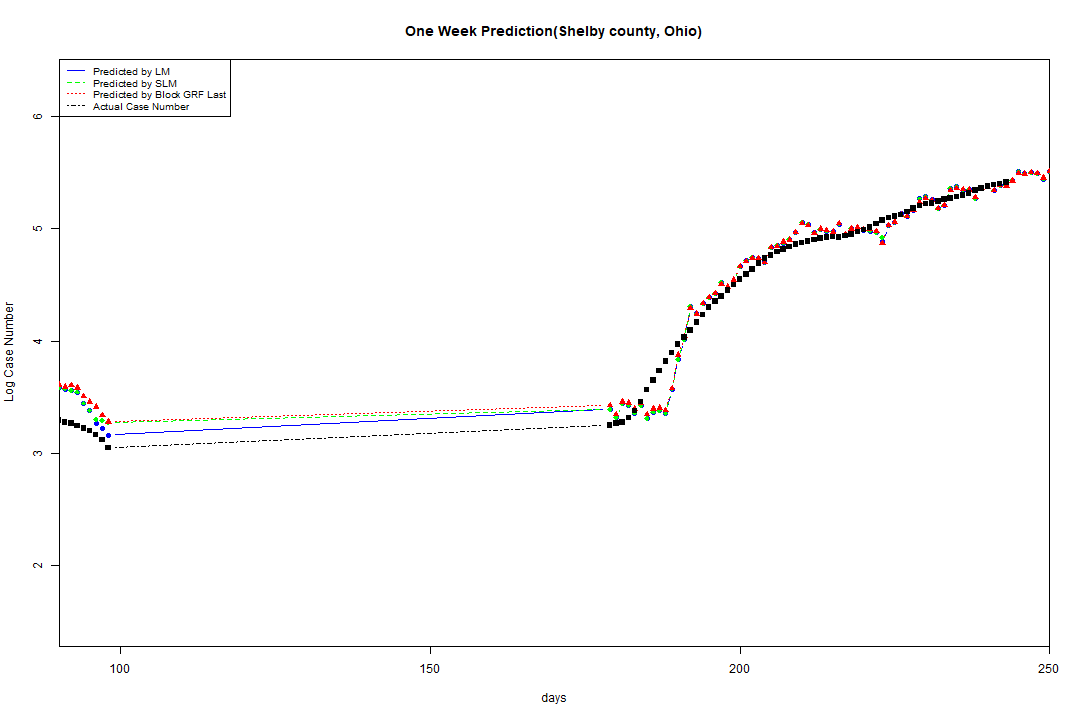 One Week Prediction(Shelby county, Ohio)
Predicted by LM
Predicted by SLM
Predicted by Block GRF Last
Actual Case Number
Log Case Number
6
5
4
3
2
100 150 200 250
days